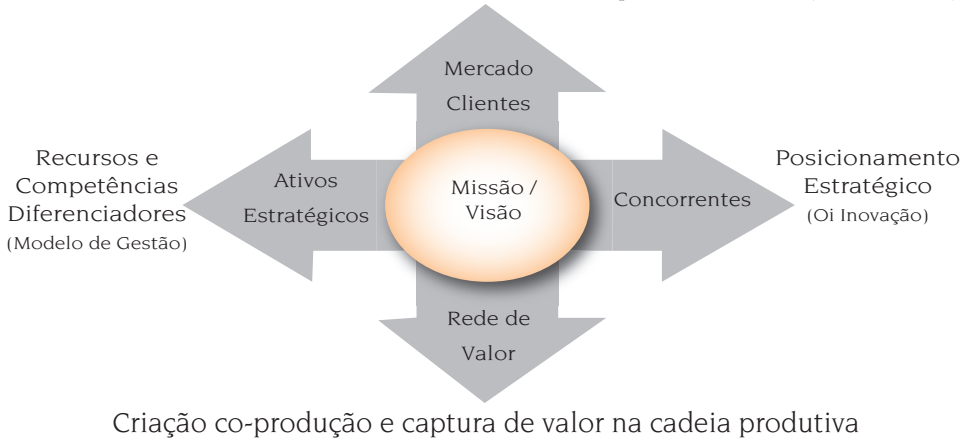 Mercado
Clientes
Recursos e
Competências
Diferenciadores
(Modelo de Gestão)
Ativos
Estratégicos
Missão /
Visão
Concorrentes
Posicionamento
Estratégico
(Oi Inovação)
Rede de
Valor
Criação co-produção e captura de valor na cadeia produtiva